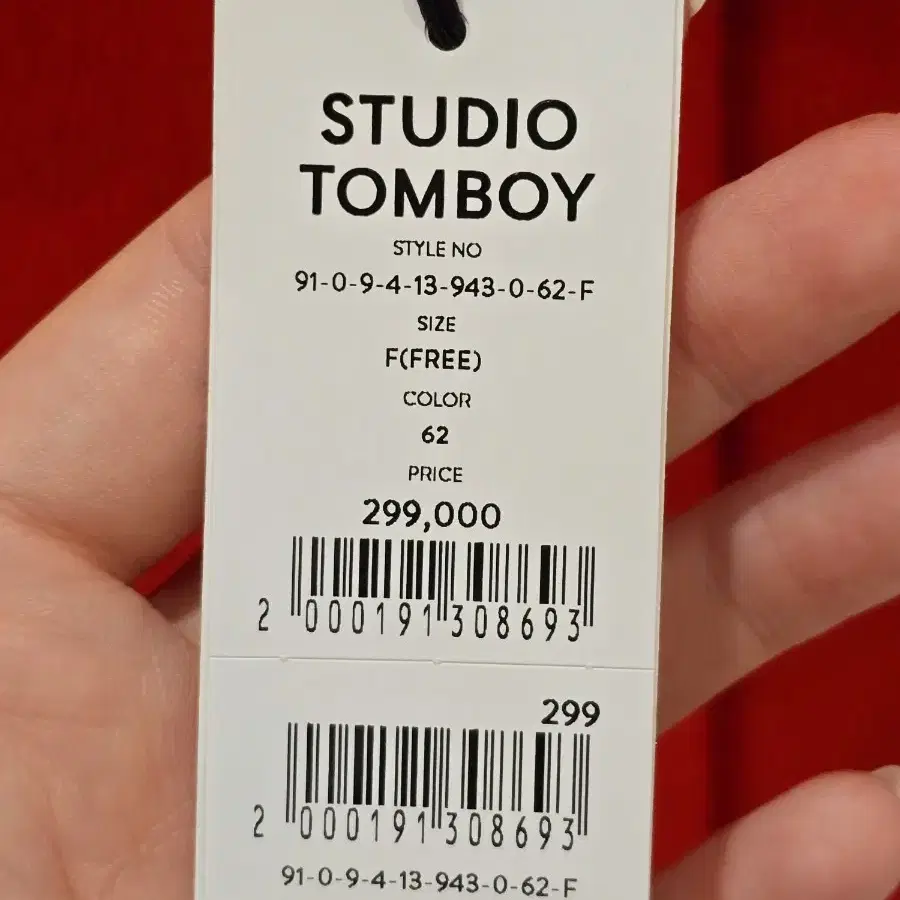 STUDIO
TOMBOY
STYLE NO
91-0-9-4-13-943-0-62-F
SIZE
F(FREE)
COLOR
62
PRICE
299,000
2 000191 308693
299
2 000191 308693
91-0-9-4-13-943-0-62-F